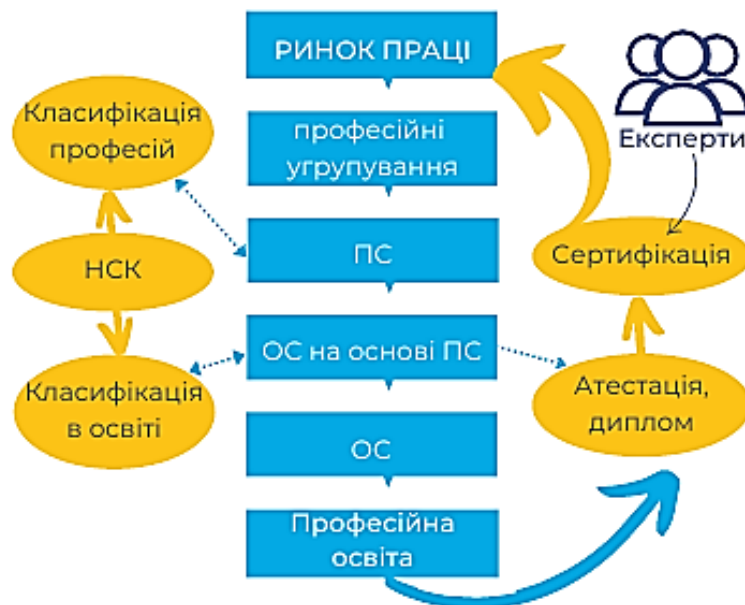 РИНОК ПРАЦІ
Експерти
Класифікація
професій
професійні
угрупування
ПС
НСК
Сертифікація
ОС на основі ПС
Класифікація
в освіті
Атестація,
диплом
ОС
Професійна
освіта